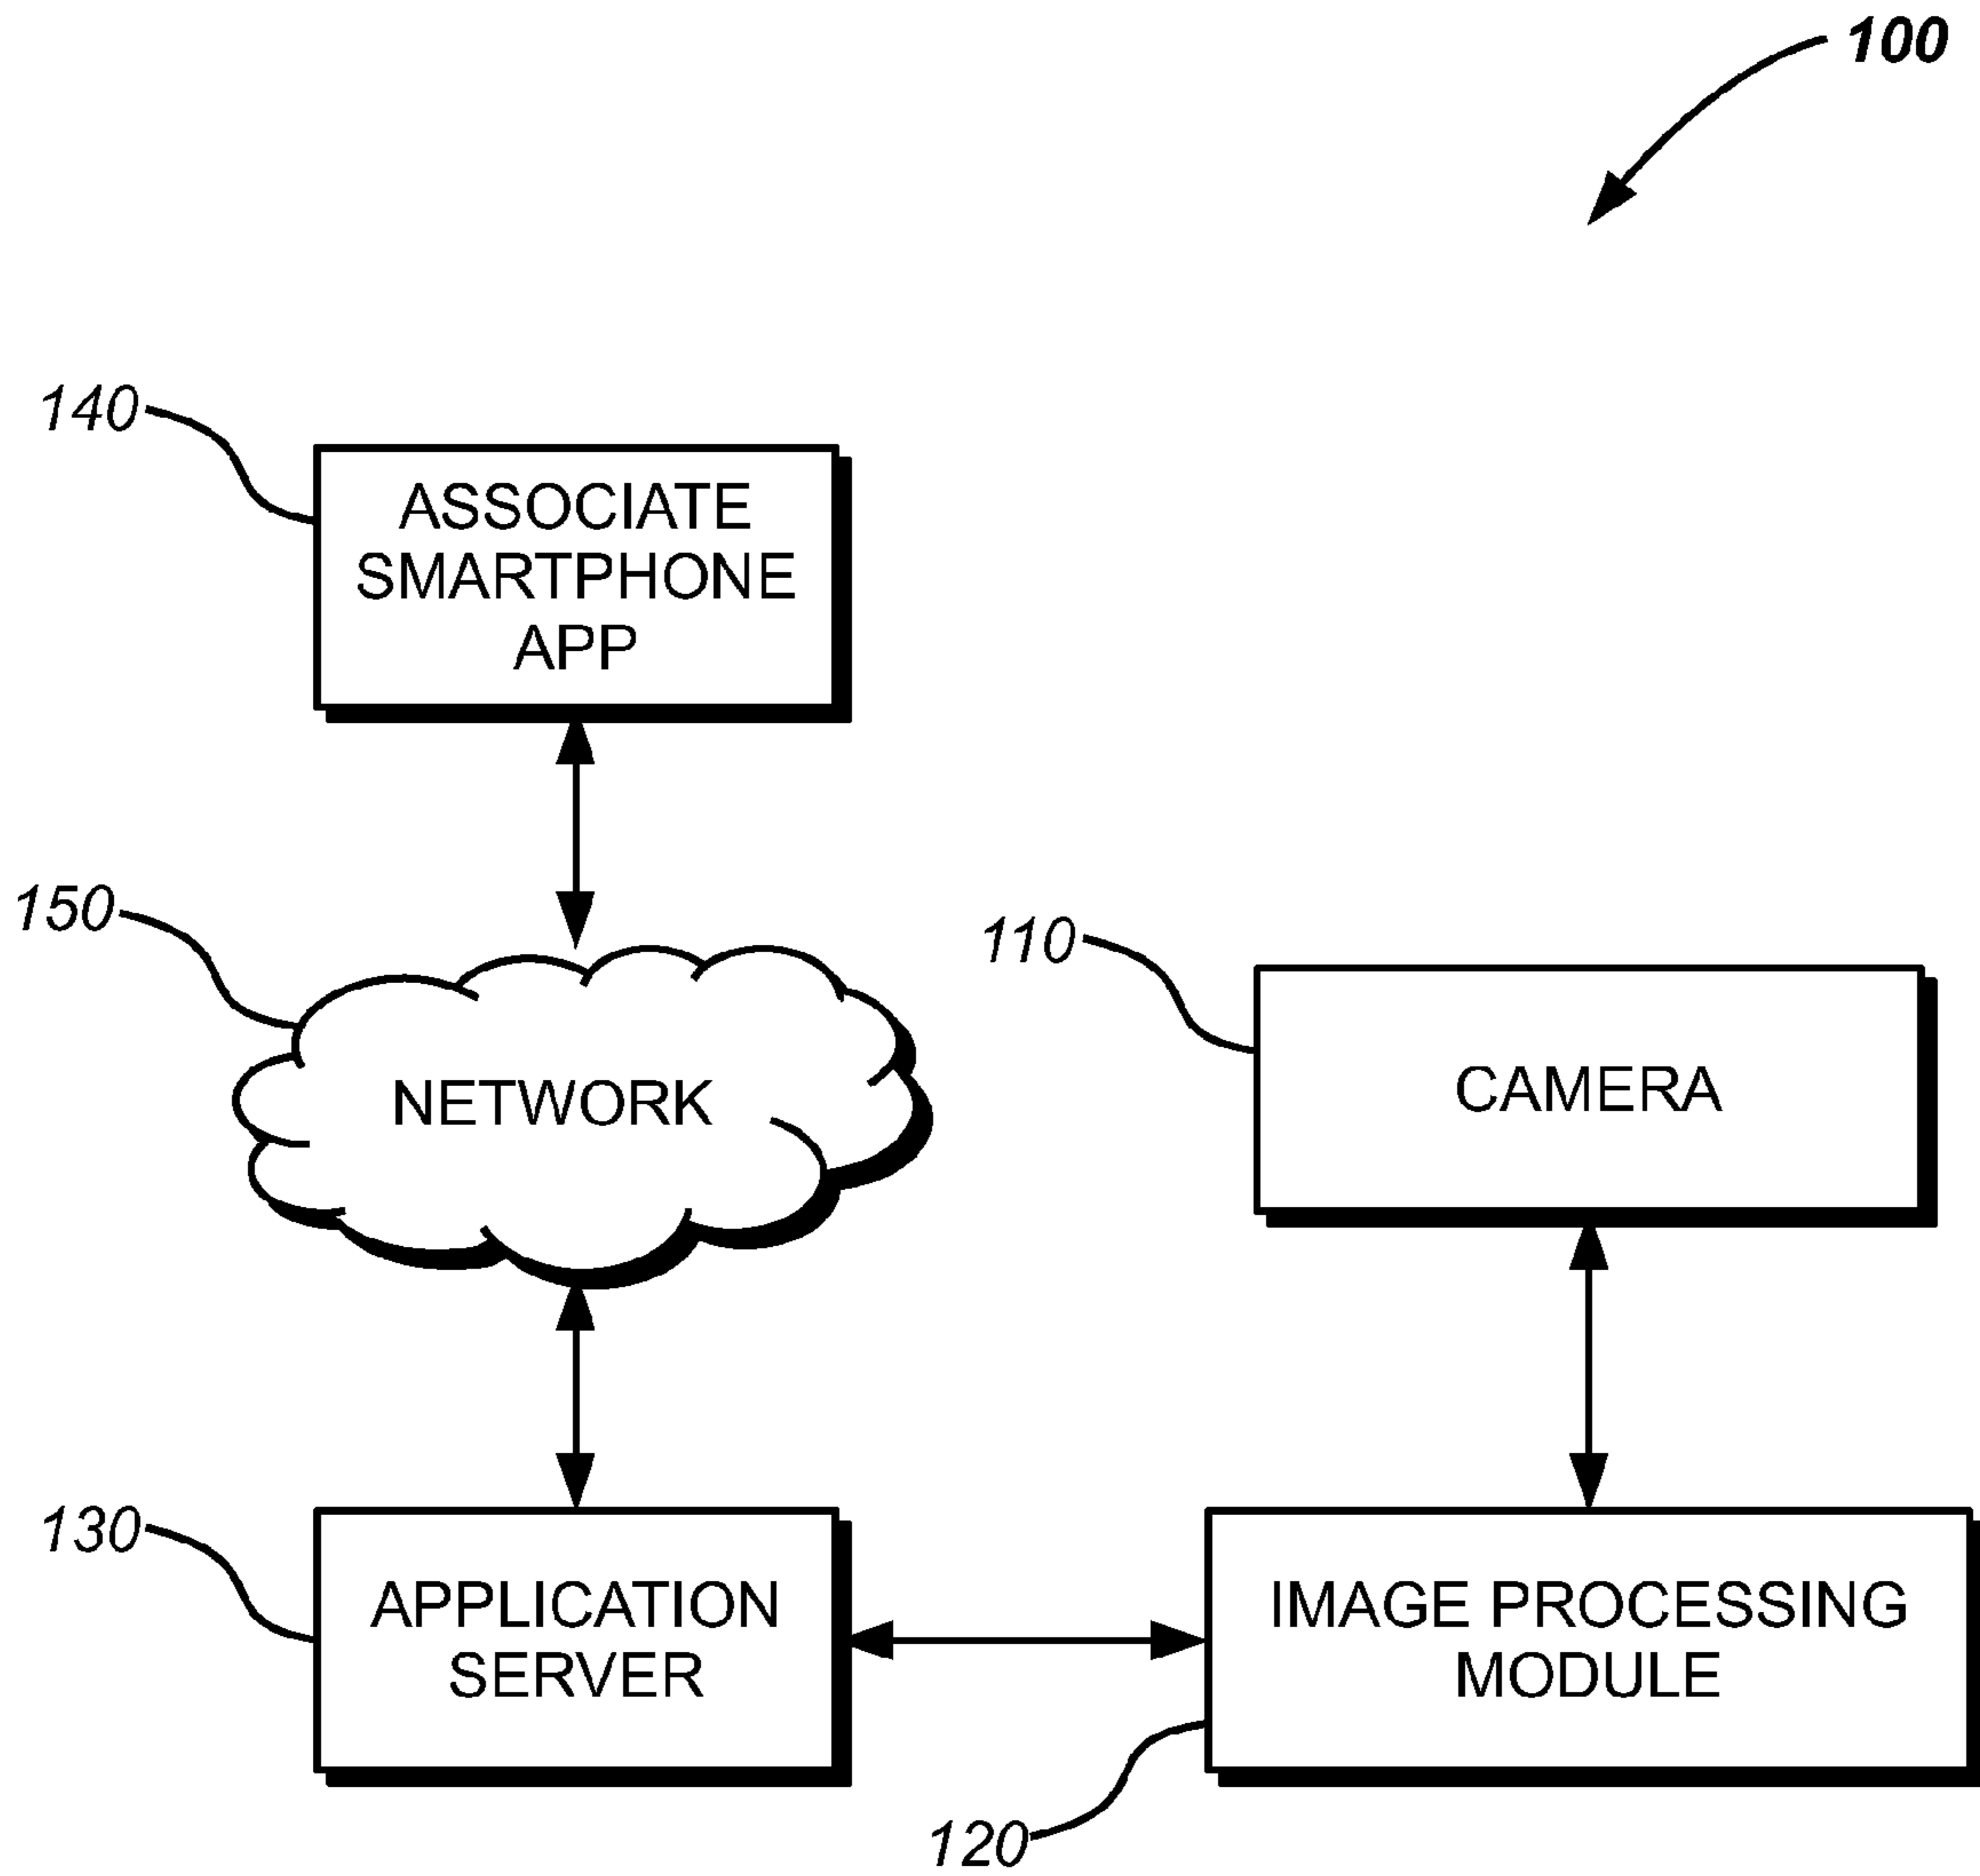 100
140
ASSOCIATE
SMARTPHONE
APP
150
NETWORK
110
CAMERA
130
APPLICATION
SERVER
IMAGE PROCESSING
MODULE
120